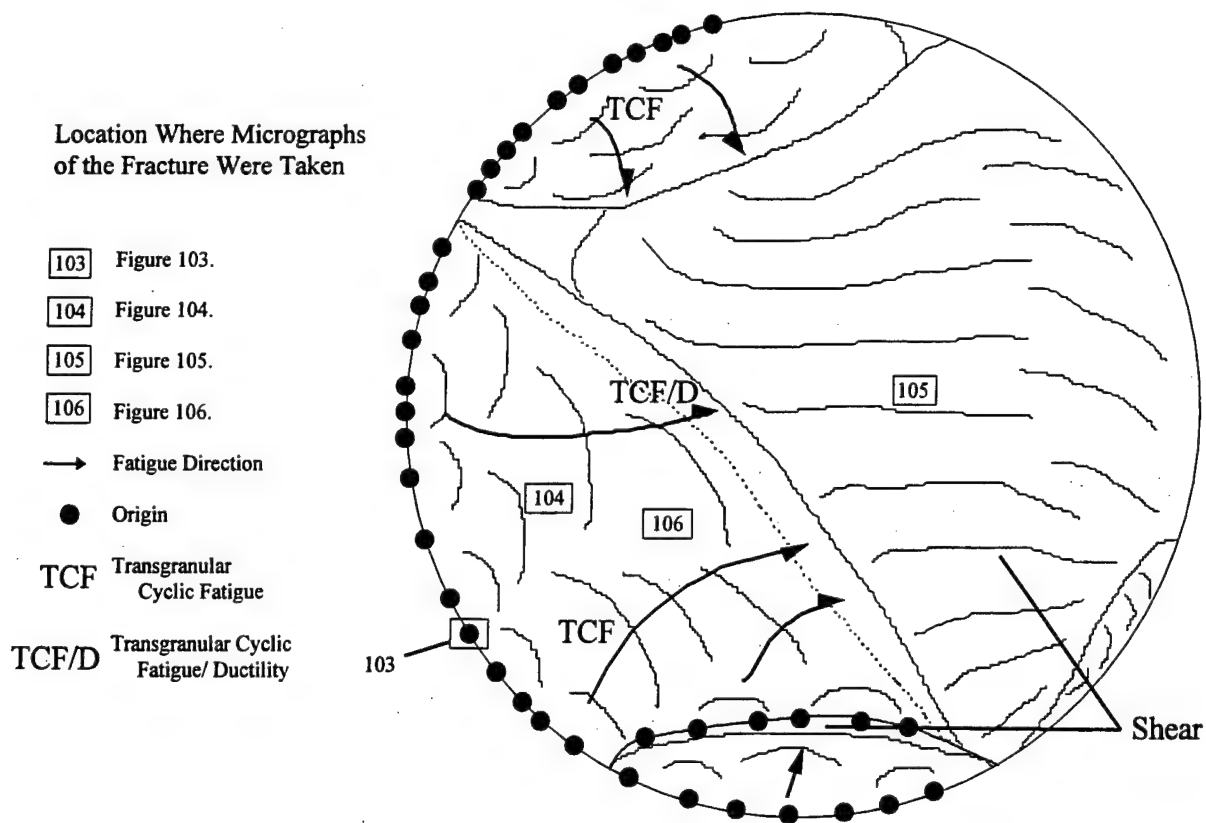 Location Where Micrographs
of the Fracture Were Taken
103 Figure 103.
104 Figure 104.
105 Figure 105.
106 Figure 106.
Fatigue Direction
Origin
TCF Transgranular
Cyclic Fatigue
TCF/D Transgranular Cyclic
Fatigue/ Ductility
TCF
TCF/D
105
104
106
TCF
103
Shear